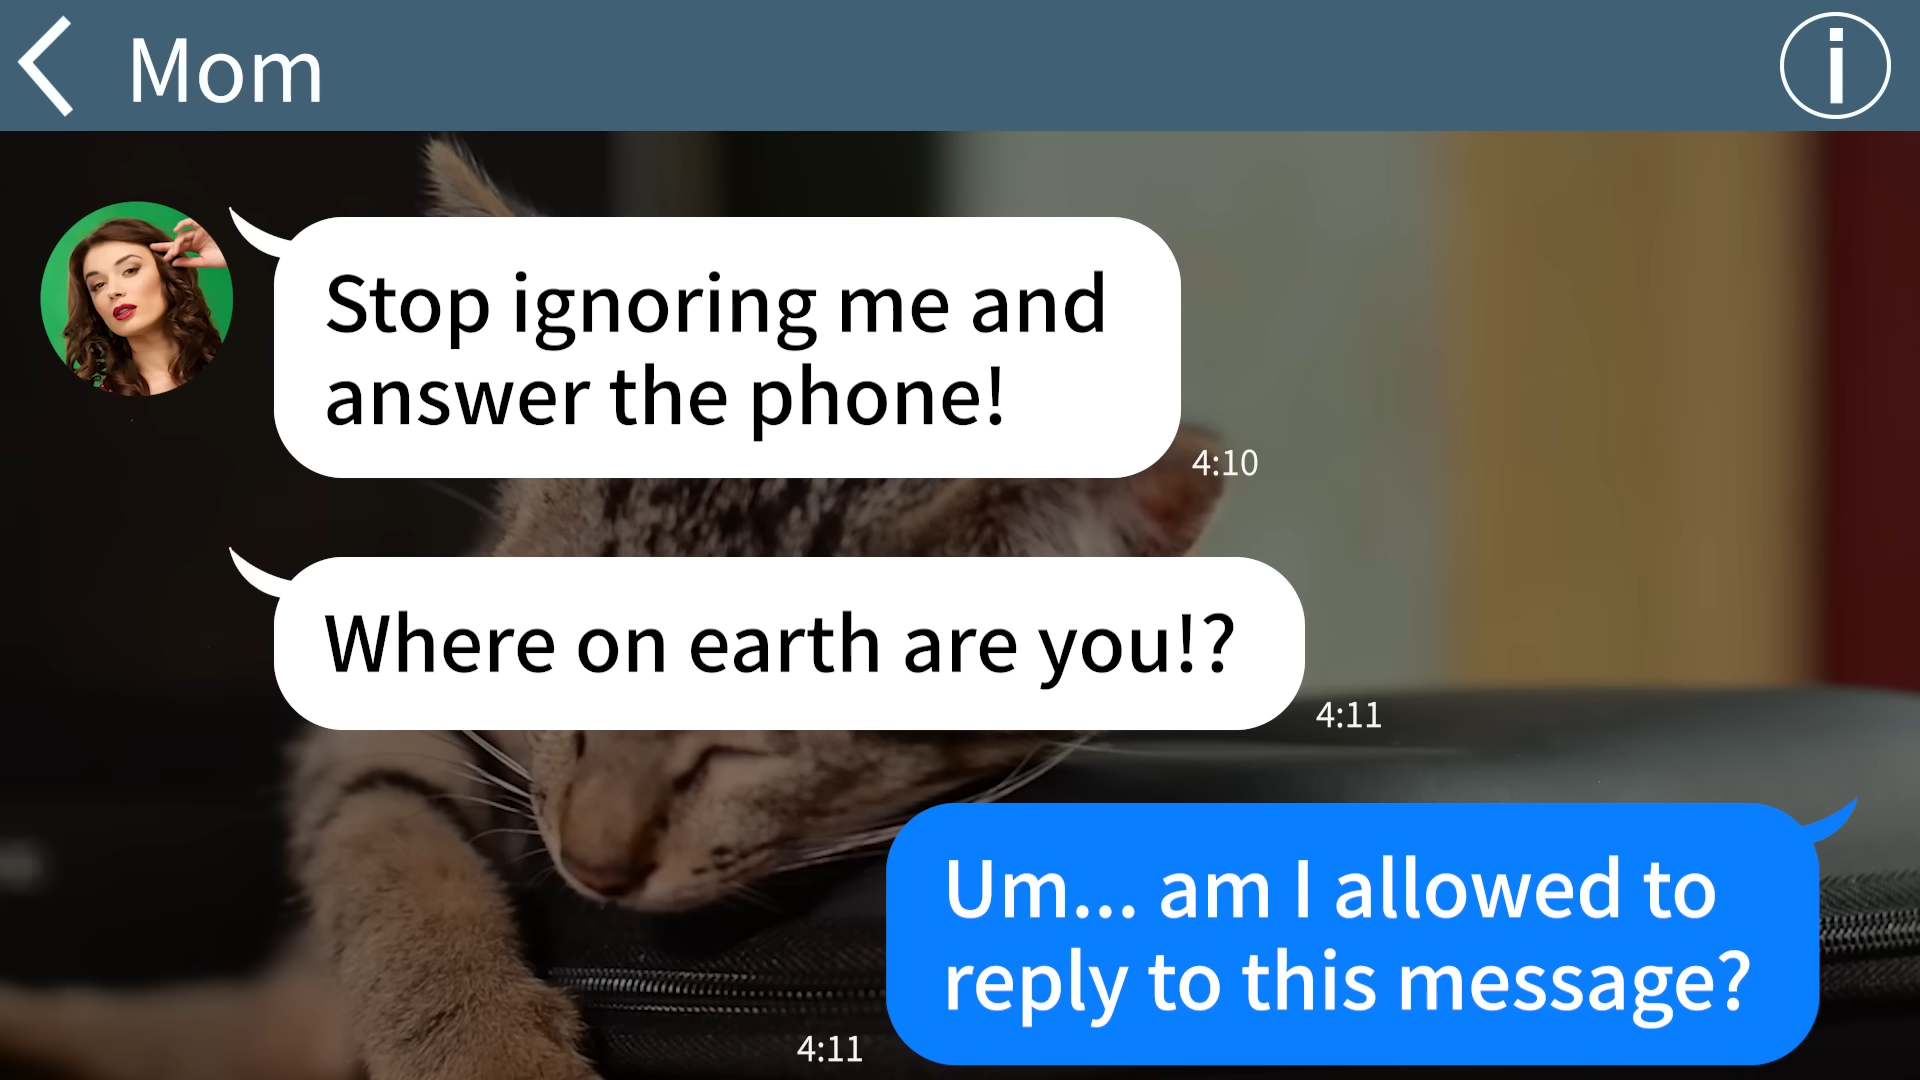 Mom
Stop ignoring me and
answer the phone!
4:10
Where on earth are you!?
4:11
Um... am I allowed to
reply to this message?
4:11